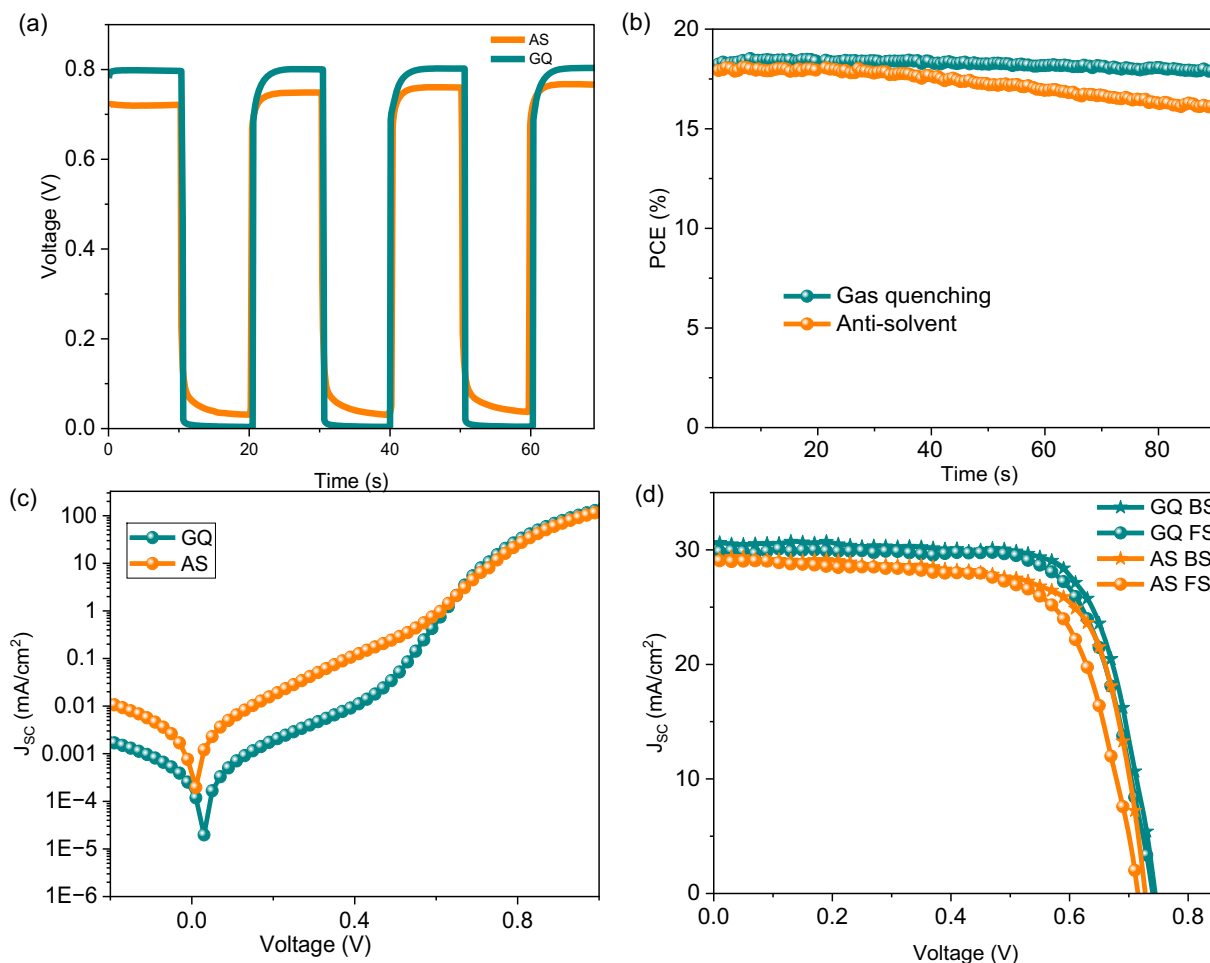 (a)
AS
GQ
0.8
0.6
0.4
0.2
0.0
Voltage (V)
0
20
40
60
Time (s)
(b)
20
15
10
5
0
PCE (%)
Gas quenching
Anti-solvent
20
40
60
80
Time (s)
(c)
GQ
AS
100
10
1
0.1
0.01
0.001
1E−4
1E−5
1E−6
JSC (mA/cm2)
0.0
0.4
0.8
Voltage (V)
(d)
GQ BS
GQ FS
AS BS
AS FS
30
20
10
0
JSC (mA/cm2)
0.0
0.2
0.4
0.6
0.8
Voltage (V)